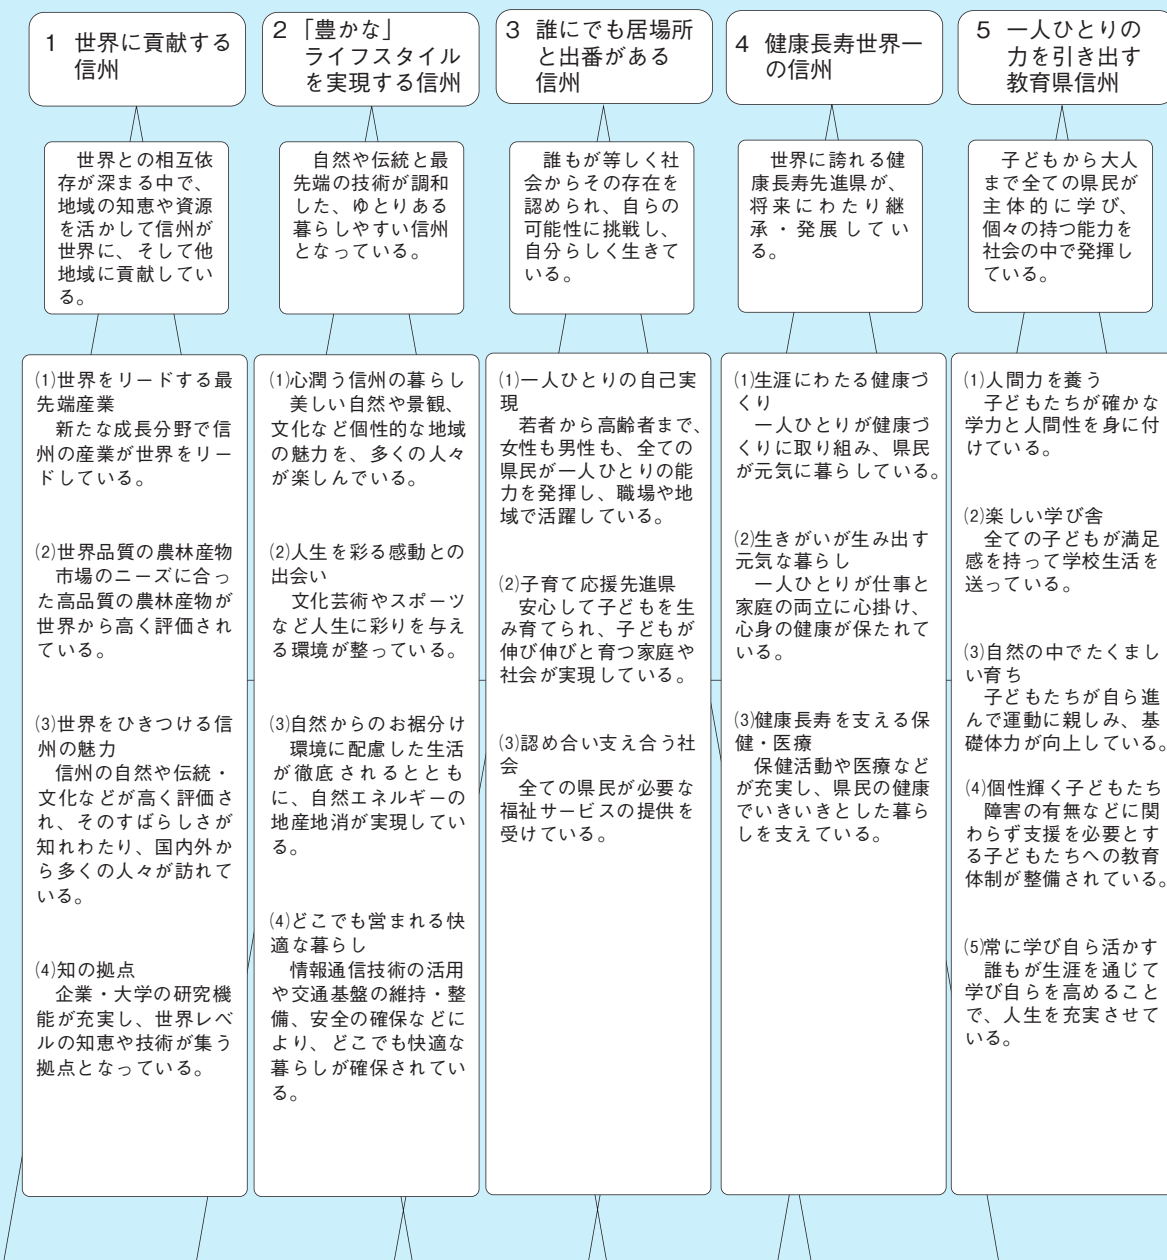 1 世界に貢献する
信州
世界との相互依
存が深まる中で、
地域の知恵や資源
を活かして信州が
世界に、そして他
地域に貢献してい
る。
⑴世界をリードする最
先端産業
新たな成長分野で信
州の産業が世界をリー
ドしている。
⑵世界品質の農林産物
市場のニーズに合っ
た高品質の農林産物が
世界から高く評価され
ている。
⑶世界をひきつける信
州の魅力
信州の自然や伝統・
文化などが高く評価さ
れ、そのすばらしさが
知れわたり、国内外か
ら多くの人々が訪れて
いる。
⑷知の拠点
企業・大学の研究機
能が充実し、世界レベ
ルの知恵や技術が集う
拠点となっている。
2 「豊かな」
ライフスタイル
を実現する信州
自然や伝統と最
先端の技術が調和
した、ゆとりある
暮らしやすい信州
となっている。
⑴心潤う信州の暮らし
美しい自然や景観、
文化など個性的な地域
の魅力を、多くの人々
が楽しんでいる。
⑵人生を彩る感動との
出会い
文化芸術やスポーツ
など人生に彩りを与え
る環境が整っている。
⑶自然からのお裾分け
環境に配慮した生活
が徹底されるととも
に、自然エネルギーの
地産地消が実現してい
る。
⑷どこでも営まれる快
適な暮らし
情報通信技術の活用
や交通基盤の維持・整
備、安全の確保などに
より、どこでも快適な
暮らしが確保されてい
る。
3 誰にでも居場所
と出番がある
信州
誰もが等しく社
会からその存在を
認められ、自らの
可能性に挑戦し、
自分らしく生きて
いる。
⑴一人ひとりの自己実
現
若者から高齢者まで、
女性も男性も、全ての
県民が一人ひとりの能
力を発揮し、職場や地
域で活躍している。
⑵子育て応援先進県
安心して子どもを生
み育てられ、子どもが
伸び伸びと育つ家庭や
社会が実現している。
⑶認め合い支え合う社
会
全ての県民が必要な
福祉サービスの提供を
受けている。
4 健康長寿世界一
の信州
世界に誇れる健
康長寿先進県が、
将来にわたり継
承・発展してい
る。
⑴生涯にわたる健康づ
くり
一人ひとりが健康づ
くりに取り組み、県民
が元気に暮らしている。
⑵生きがいが生み出す
元気な暮らし
一人ひとりが仕事と
家庭の両立に心掛け、
心身の健康が保たれて
いる。
⑶健康長寿を支える保
健・医療
保健活動や医療など
が充実し、県民の健康
でいきいきとした暮ら
しを支えている。
5 一人ひとりの
力を引き出す
教育県信州
子どもから大人
まで全ての県民が
主体的に学び、
個々の持つ能力を
社会の中で発揮し
ている。
⑴人間力を養う
子どもたちが確かな
学力と人間性を身に付
けている。
⑵楽しい学び舎
全ての子どもが満足
感を持って学校生活を
送っている。
⑶自然の中でたくまし
い育ち
子どもたちが自ら進
んで運動に親しみ、基
礎体力が向上している。
⑷個性輝く子どもたち
障害の有無などに関
わらず支援を必要とす
る子どもたちへの教育
体制が整備されている。
⑸常に学び自ら活かす
誰もが生涯を通じて
学び自らを高めること
で、人生を充実させて
いる。